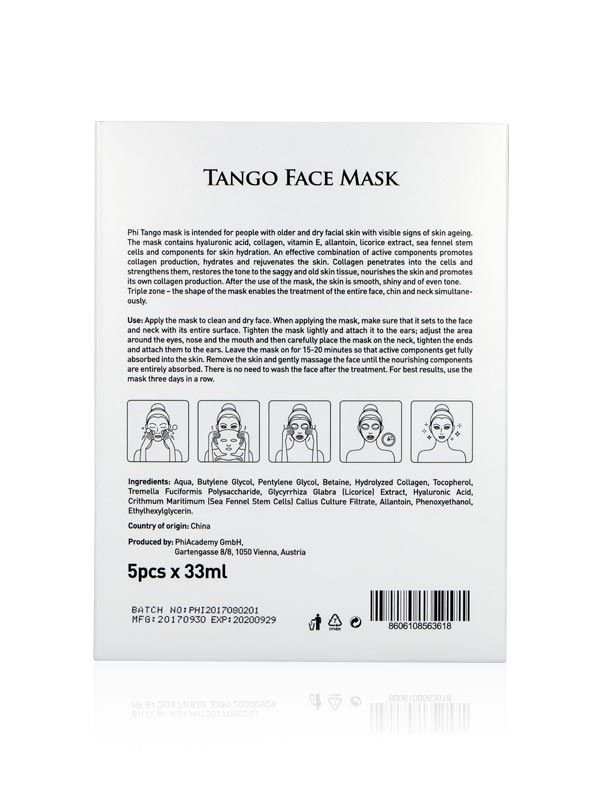 TANGO FACE MASK
Phi Tango mask is intended for people with older and dry facial skin with visible signs of skin ageing.
The mask contains hyaluronic acid, collagen, vitamin E, allantoin, licorice extract, sea fennel stem
cells and components for skin hydration. An effective combination of active components promotes
collagen production, hydrates and rejuvenates the skin. Collagen penetrates into the cells and
strengthens them, restores the tone to the saggy and old skin tissue, nourishes the skin and promotes
its own collagen production. After the use of the mask, the skin is smooth, shiny and of even tone.
Triple zone – the shape of the mask enables the treatment of the entire face, chin and neck simultane-
ously.
Use: Apply the mask to clean and dry face. When applying the mask, make sure that it sets to the face
and neck with its entire surface. Tighten the mask lightly and attach it to the ears; adjust the area
around the eyes, nose and the mouth and then carefully place the mask on the neck, tighten the ends
and attach them to the ears. Leave the mask on for 15-20 minutes so that active components get fully
absorbed into the skin. Remove the skin and gently massage the face until the nourishing components
are entirely absorbed. There is no need to wash the face after the treatment. For best results, use the
mask three days in a row.
Ingredients: Aqua, Butylene Glycol, Pentylene Glycol, Betaine, Hydrolyzed Collagen, Tocopherol,
Tremella Fuciformis Polysaccharide, Glycyrrhiza Glabra (Licorice) Extract, Hyaluronic Acid,
Crithmum Maritimum (Sea Fennel Stem Cells) Callus Culture Filtrate, Allantoin, Phenoxyethanol,
Ethylhexylglycerin.
Country of origin: China
Produced by: PhiAcademy GmbH,
Gartengasse 8/8, 1050 Vienna, Austria
5pcs x 33ml
BATCH NO:PHI2017080201
MFG:20170930 EXP:20200929
7
OTHER
8606108563618